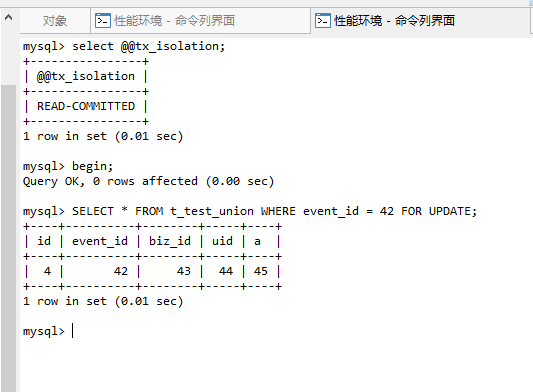 对象 性能环境 - 命令列界面 性能环境 - 命令列界面
mysql> select @@tx_isolation;
+----------------+
| @@tx_isolation |
+----------------+
| READ-COMMITTED |
+----------------+
1 row in set (0.01 sec)
mysql> begin;
Query OK, 0 rows affected (0.00 sec)
mysql> SELECT * FROM t_test_union WHERE event_id = 42 FOR UPDATE;
+----+----------+--------+-----+----+
| id | event_id | biz_id | uid | a  |
+----+----------+--------+-----+----+
|  4 |       42 |     43 |  44 | 45 |
+----+----------+--------+-----+----+
1 row in set (0.01 sec)
mysql>